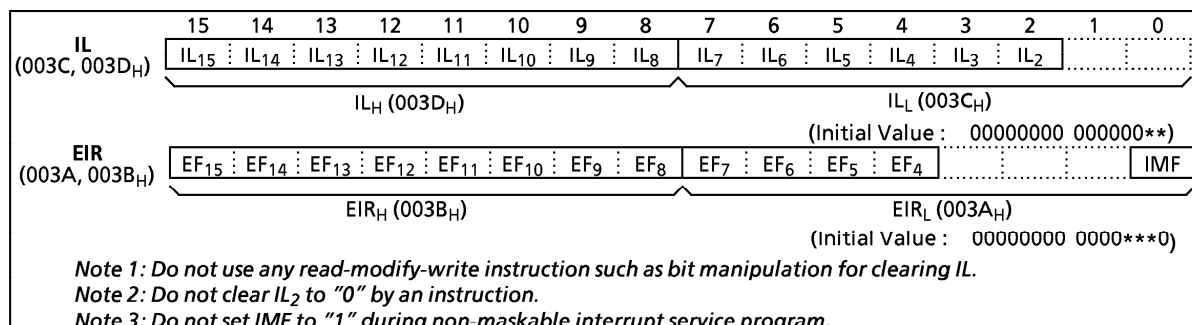 15 14 13 12 11 10 9 8 7 6 5 4 3 2 1 0
IL
(003C, 003DH)
IL15 IL14 IL13 IL12 IL11 IL10 IL9 IL8 IL7 IL6 IL5 IL4 IL3 IL2
ILH (003DH) ILL (003CH)
(Initial Value : 00000000 000000**)
EIR
(003A, 003BH)
EF15 EF14 EF13 EF12 EF11 EF10 EF9 EF8 EF7 EF6 EF5 EF4 IMF
EIRH (003BH) EIRL (003AH)
(Initial Value : 00000000 0000***0)
Note 1: Do not use any read-modify-write instruction such as bit manipulation for clearing IL.
Note 2: Do not clear IL2 to "0" by an instruction.
Note 3: Do not set IMF to "1" during non-maskable interrupt service program.